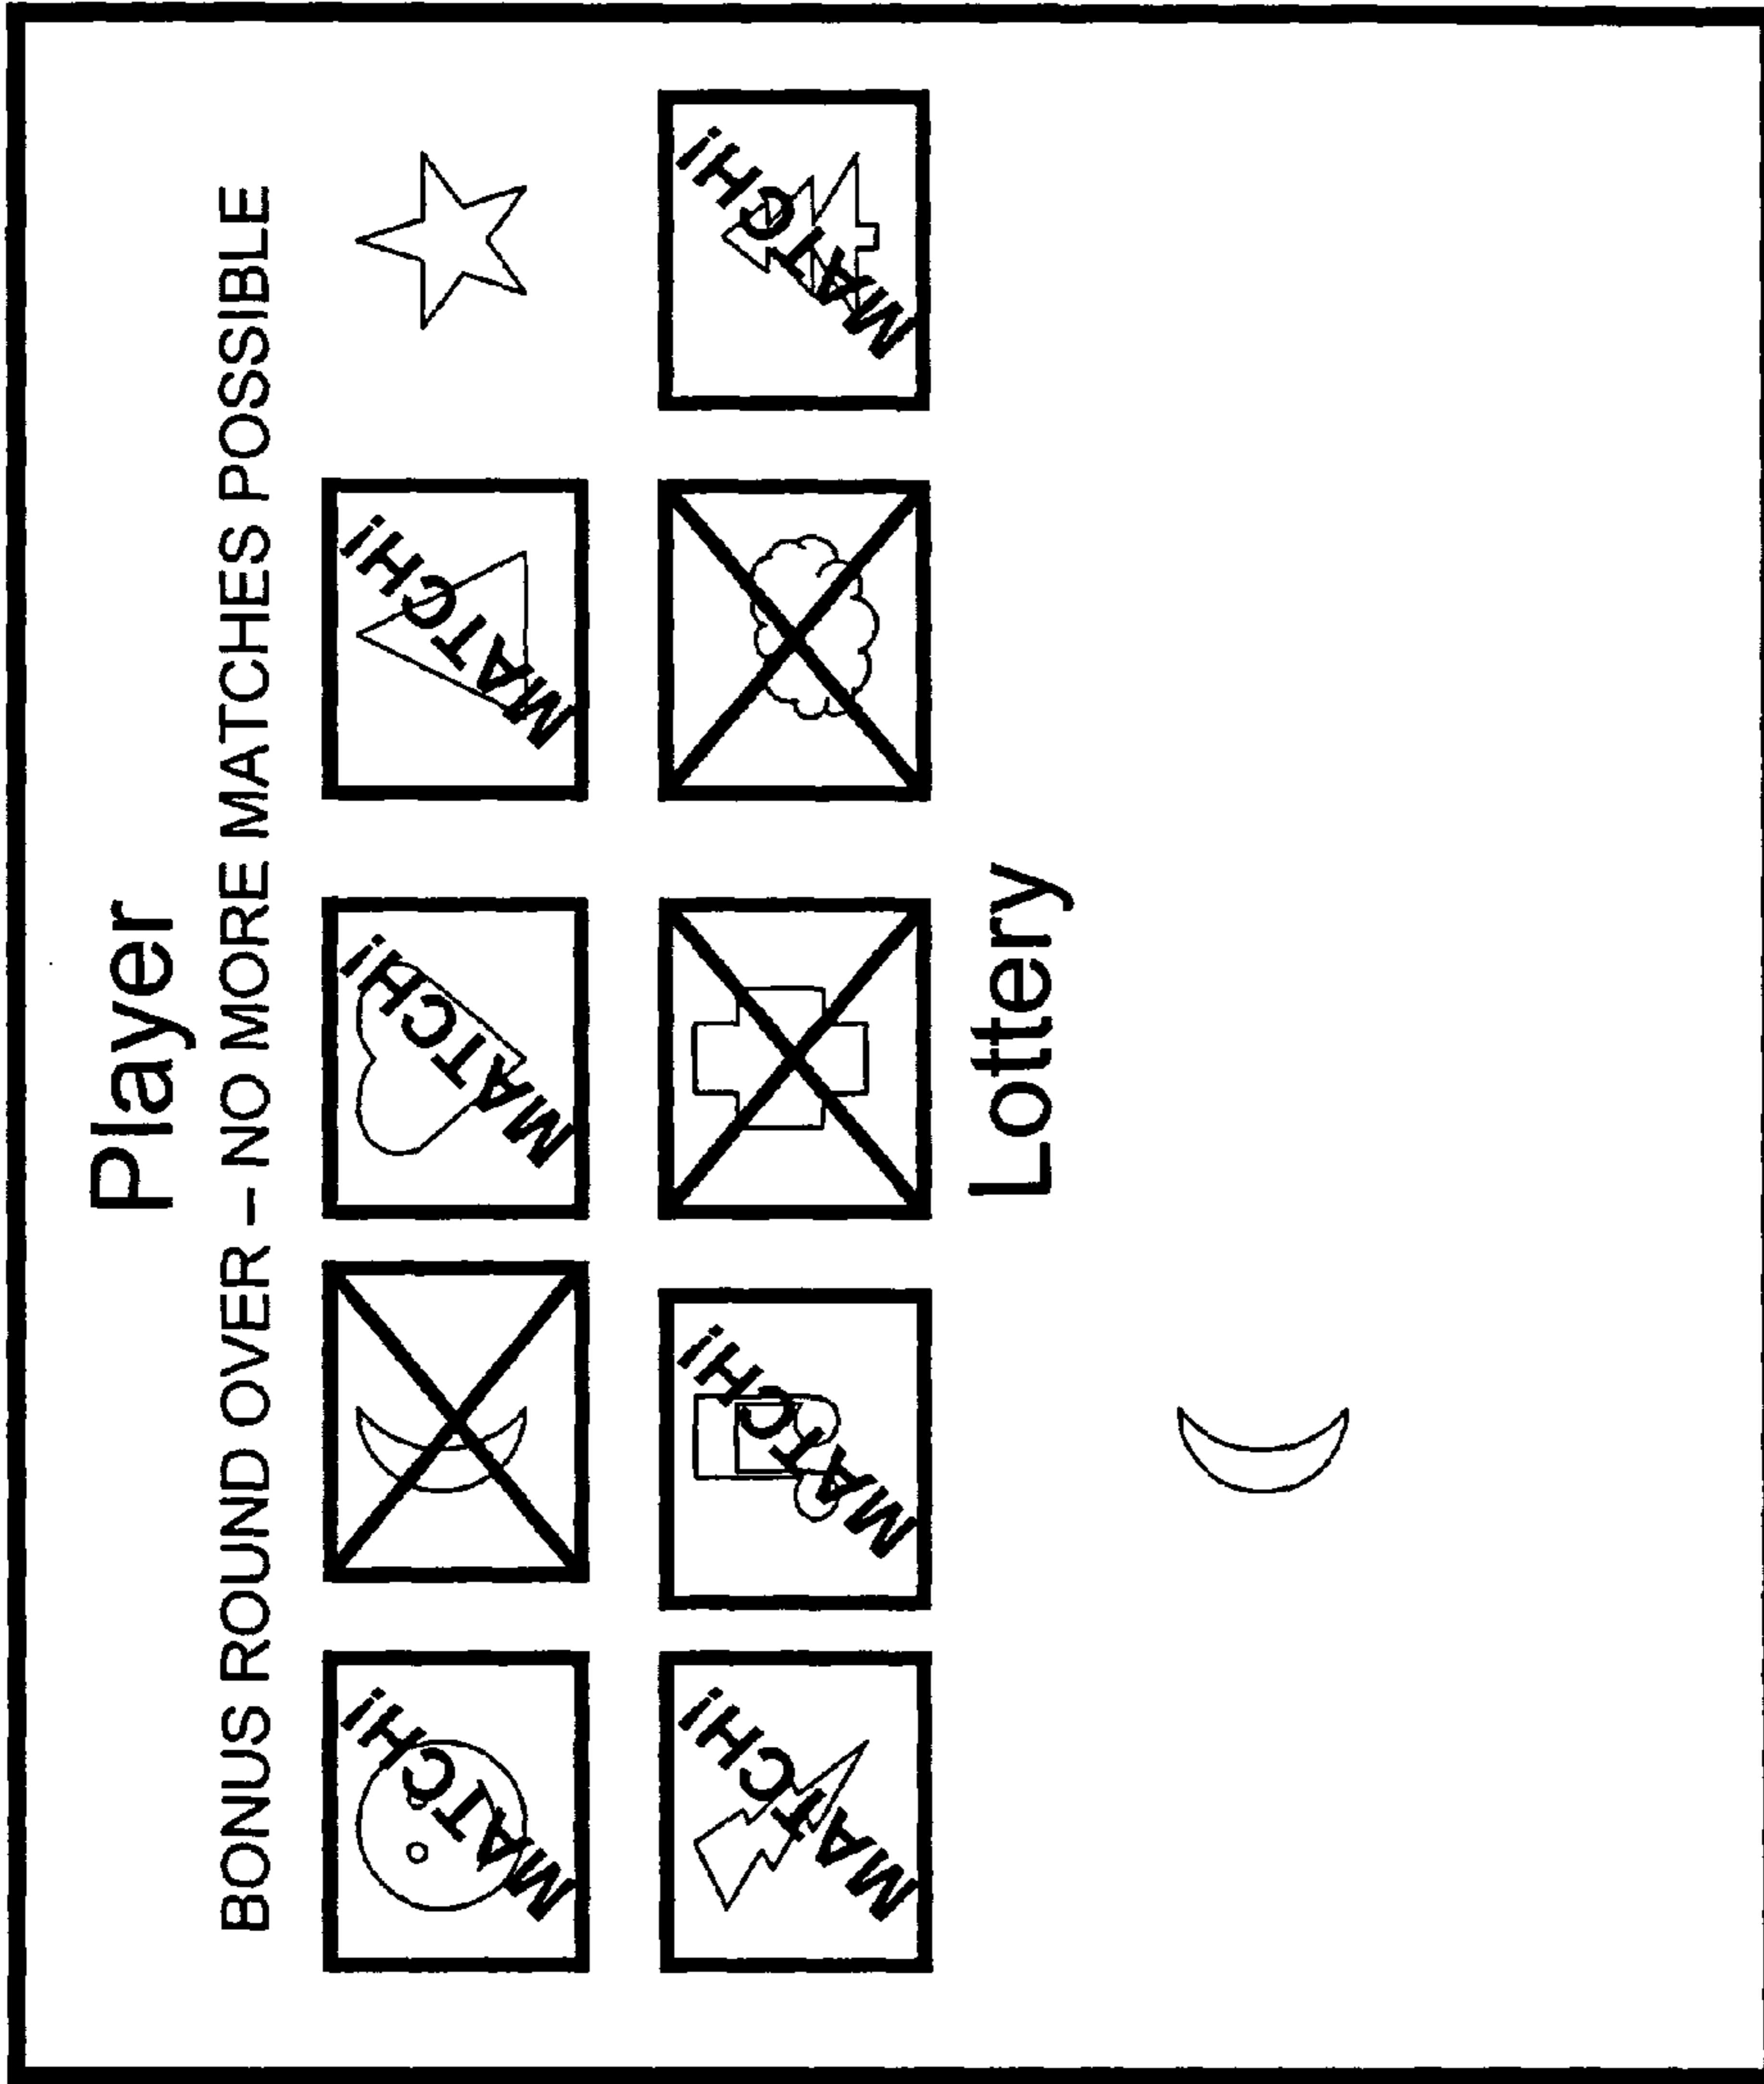 Player
BONUS ROUND OVER – NO MORE MATCHES POSSIBLE
MATCH!
MATCH!
MATCH!
MATCH!
MATCH!
MATCH!
Lottery